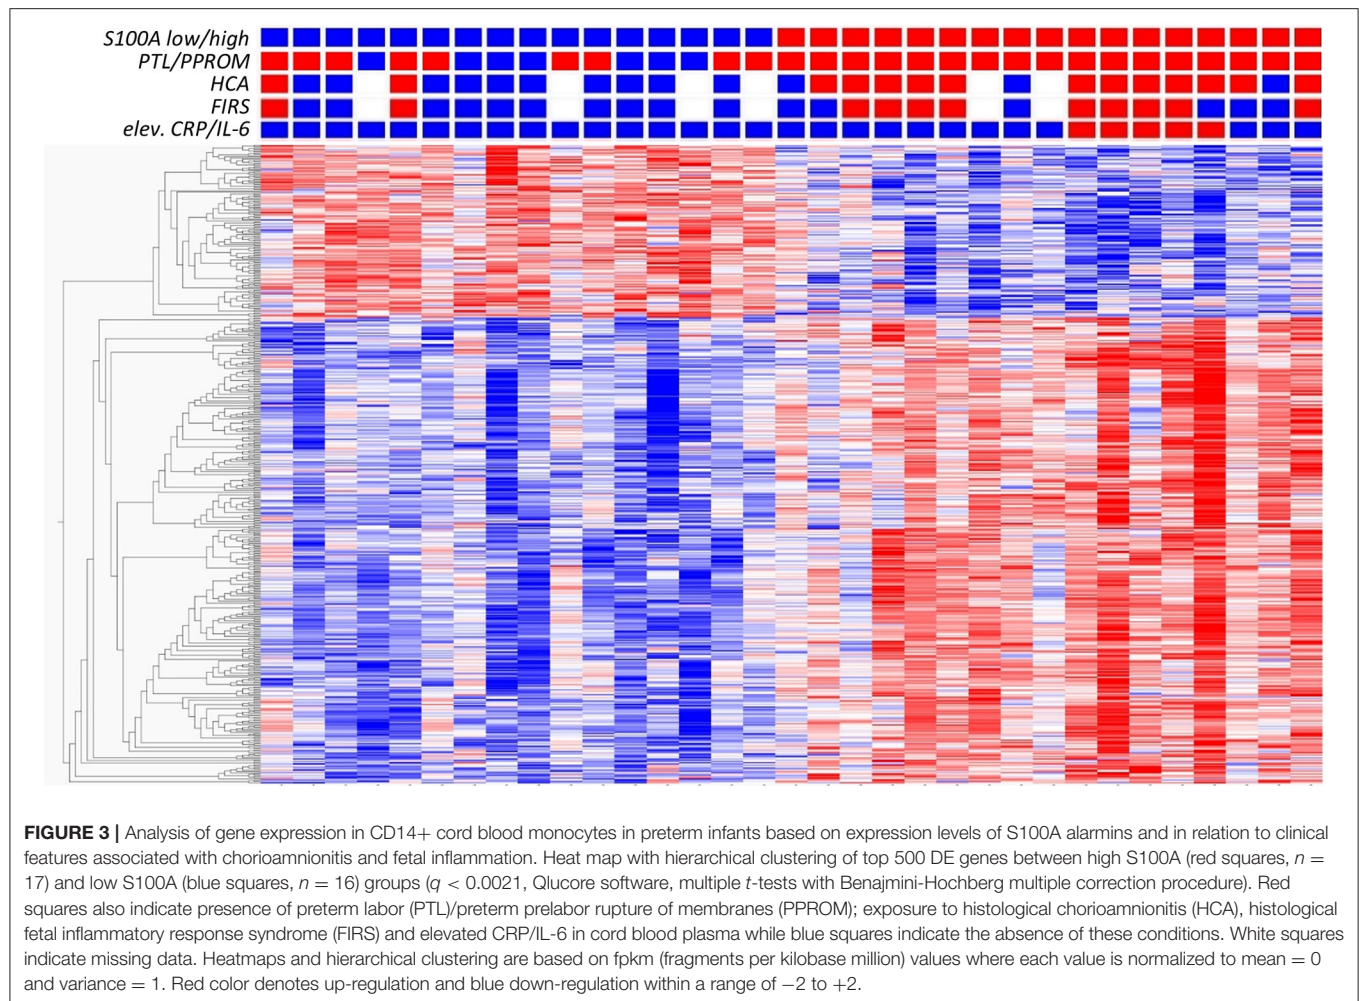 S100A low/high
PTL/PPROM
HCA
FIRS
elev. CRP/IL-6
FIGURE 3 | Analysis of gene expression in CD14+ cord blood monocytes in preterm infants based on expression levels of S100A alarmins and in relation to clinical
features associated with chorioamnionitis and fetal inflammation. Heat map with hierarchical clustering of top 500 DE genes between high S100A (red squares, n =
17) and low S100A (blue squares, n = 16) groups (q < 0.0021, Qlucore software, multiple t-tests with Benajmini-Hochberg multiple correction procedure). Red
squares also indicate presence of preterm labor (PTL)/preterm prelabor rupture of membranes (PPROM); exposure to histological chorioamnionitis (HCA), histological
fetal inflammatory response syndrome (FIRS) and elevated CRP/IL-6 in cord blood plasma while blue squares indicate the absence of these conditions. White squares
indicate missing data. Heatmaps and hierarchical clustering are based on fpkm (fragments per kilobase million) values where each value is normalized to mean = 0
and variance = 1. Red color denotes up-regulation and blue down-regulation within a range of −2 to +2.